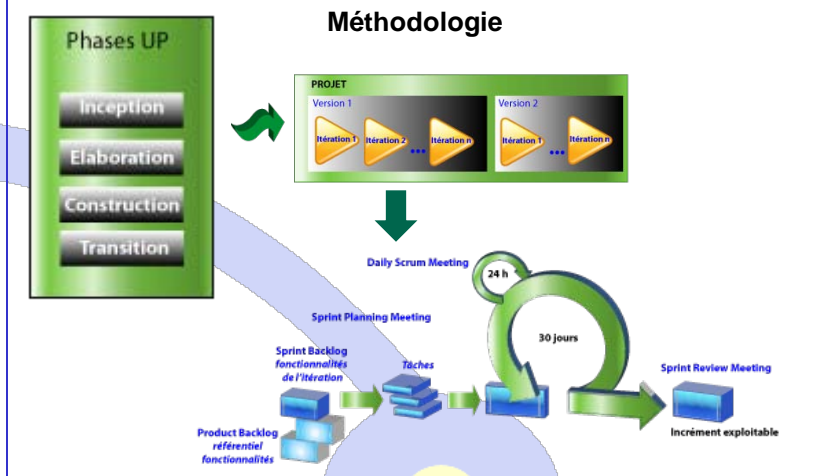 Méthodologie
Phases UP
Inception
Elaboration
Construction
Transition
PROJET
Version 1
Version 2
Itération 1
Itération 2
...
Itération n
Itération 1
...
Itération n
Daily Scrum Meeting
24 h
Sprint Planning Meeting
30 jours
Sprint Backlog
fonctionnalités
de l'itération
Tâches
Sprint Review Meeting
Product Backlog
référentiel
fonctionnalités
Incrément exploitable